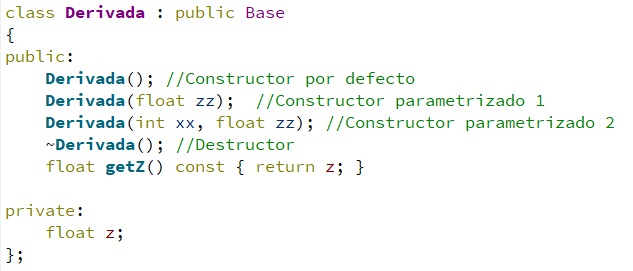 class Derivada : public Base
{
public:
    Derivada(); //Constructor por defecto
    Derivada(float zz);  //Constructor parametrizado 1
    Derivada(int xx, float zz); //Constructor parametrizado 2
    ~Derivada(); //Destructor
    float getZ() const { return z; }

private:
    float z;
};